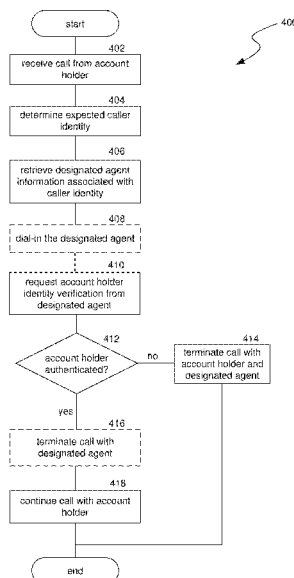 start
400
402
receive call from account
holder
404
determine expected caller
identity
406
retrieve designated agent
information associated with
caller identity
408
dial-in the designated agent
410
request account holder
identity verification from
designated agent
412
account holder
authenticated?
no
414
terminate call with
account holder and
designated agent
yes
416
terminate call with
designated agent
418
continue call with account
holder
end